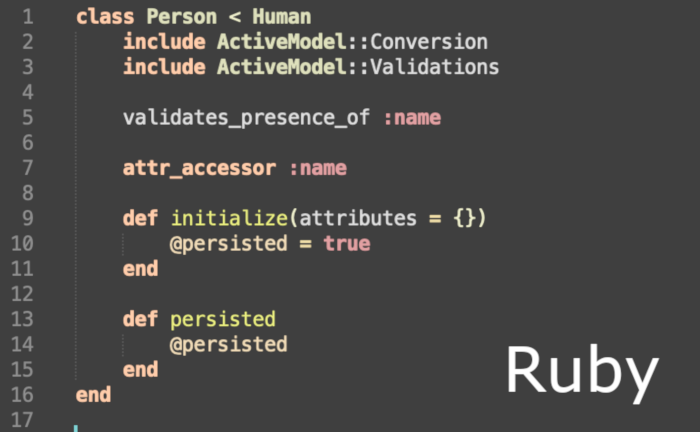 1 class Person < Human
2     include ActiveModel::Conversion
3     include ActiveModel::Validations
4
5     validates_presence_of :name
6
7     attr_accessor :name
8
9     def initialize(attributes = {})
10         @persisted = true
11     end
12
13     def persisted
14         @persisted
15     end
16 end
17
Ruby